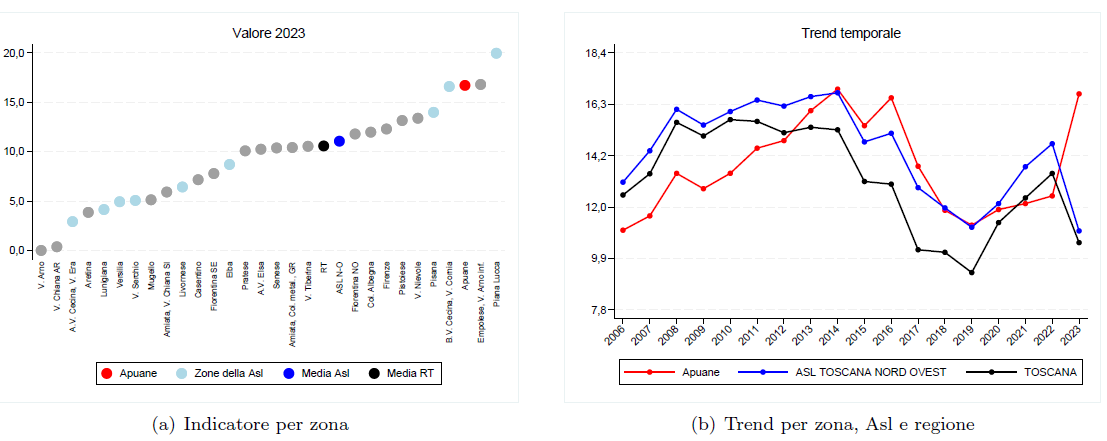 Valore 2023
20,0
15,0
10,0
5,0
0,0
V. Arno
V. Chiana AR
A.V. Cecina, V. Era
Aretina
Lunigiana
Versilia
V. Serchio
Mugello
Amiata, V. Chiana SI
Livornese
Casentino
Fiorentina SE
Elba
Pratese
A.V. Elsa
Senese
Amiata, Col. metal., GR
V. Tiberina
RT
ASL N-O
Fiorentina NO
Col. Albegna
Firenze
Pistoiese
V. Nievole
Pisana
B.V. Cecina, V. Cornia
Apuane
Empolese, V. Arno Inf.
Piana Lucca
Apuane Zone della Asl Media Asl Media RT
(a) Indicatore per zona
Trend temporale
18,4
16,3
14,2
12,0
9,9
7,8
2006 2007 2008 2009 2010 2011 2012 2013 2014 2015 2016 2017 2018 2019 2020 2021 2022 2023
Apuane ASL TOSCANA NORD OVEST TOSCANA
(b) Trend per zona, Asl e regione